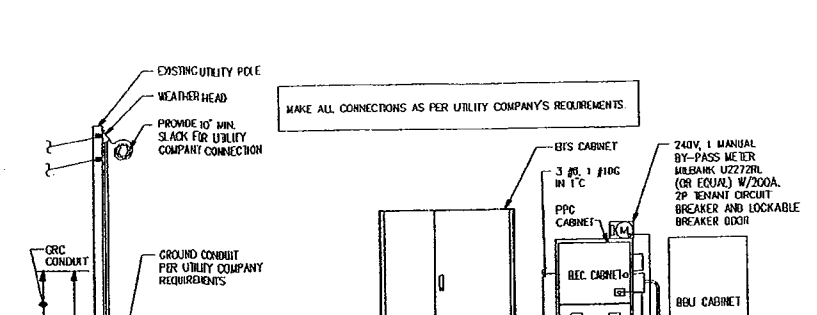 EXISTING UTILITY POLE
WEATHER HEAD
PROVIDE 10" MIN.
SLACK FOR UTILITY
COMPANY CONNECTION
MAKE ALL CONNECTIONS AS PER UTILITY COMPANY'S REQUIREMENTS.
BTS CABINET
3 #8, 1 #10G
IN 1"C
PPC
CABINET
240V, 1 MANUAL
BY-PASS METER
MILBANK U2272RL
(OR EQUAL) W/200A.
2P TENANT CIRCUIT
BREAKER AND LOCKABLE
BREAKER DOOR
M
GRC
CONDUIT
GROUND CONDUIT
PER UTILITY COMPANY
REQUIREMENTS
ELEC. CABINET
BBU CABINET